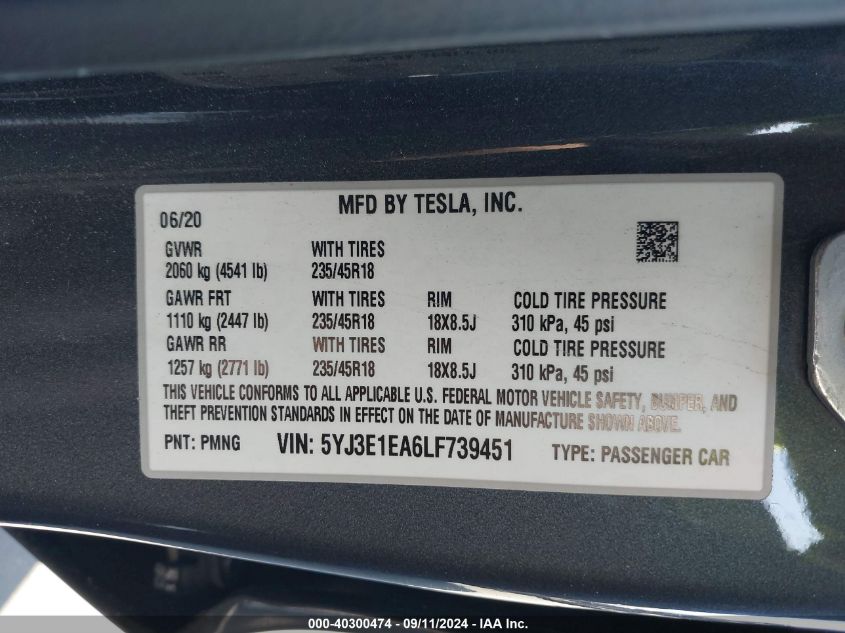 MFD BY TESLA, INC.
06/20
GVWR WITH TIRES
2060 kg (4541 lb) 235/45R18
GAWR FRT WITH TIRES RIM COLD TIRE PRESSURE
1110 kg (2447 lb) 235/45R18 18X8.5J 310 kPa, 45 psi
GAWR RR WITH TIRES RIM COLD TIRE PRESSURE
1257 kg (2771 lb) 235/45R18 18X8.5J 310 kPa, 45 psi
THIS VEHICLE CONFORMS TO ALL APPLICABLE U.S. FEDERAL MOTOR VEHICLE SAFETY, BUMPER, AND
THEFT PREVENTION STANDARDS IN EFFECT ON THE DATE OF MANUFACTURE SHOWN ABOVE.
PNT: PMNG VIN: 5YJ3E1EA6LF739451 TYPE: PASSENGER CAR
000-40300474 - 09/11/2024 - IAA Inc.